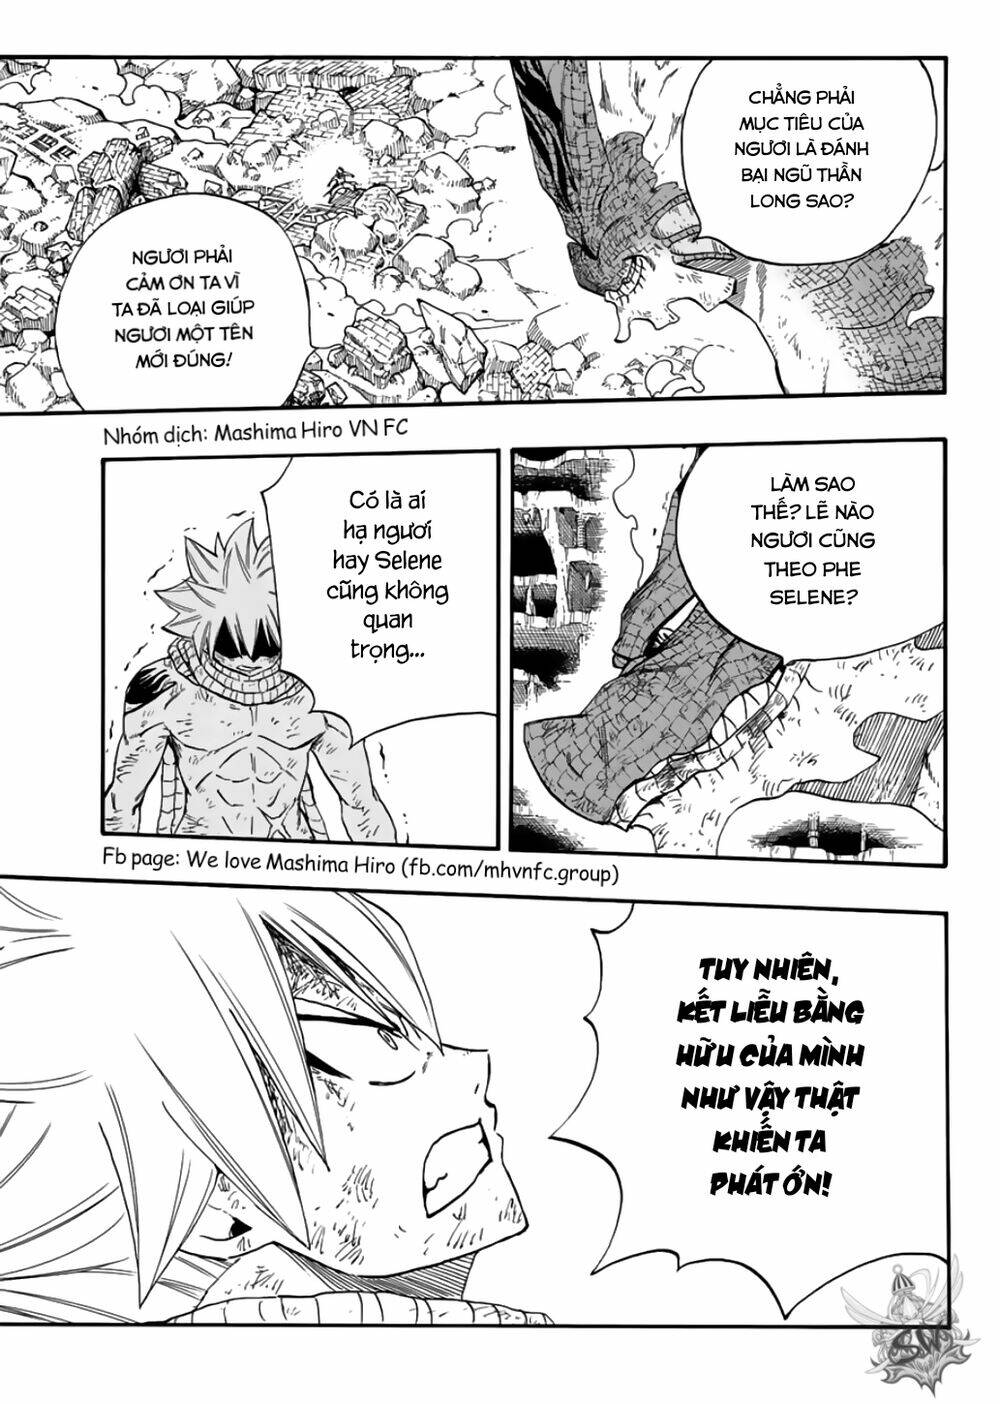 CHẲNG PHẢI
MỤC TIÊU CỦA
NGƯƠI LÀ ĐÁNH
BẠI NGŨ THẦN
LONG SAO?
NGƯƠI PHẢI
CẢM ƠN TA VÌ
TA ĐÃ LOẠI GIÚP
NGƯƠI MỘT TÊN
MỚI ĐÚNG!
Nhóm dịch: Mashima Hiro VN FC
LÀM SAO
THẾ? LẼ NÀO
NGƯƠI CŨNG
THEO PHE
SELENE?
Có là ai
hạ ngươi
hay Selene
cũng không
quan
trọng...
Fb page: We love Mashima Hiro (fb.com/mhvnfc.group)
TUY NHIÊN,
KẾT LIỄU BẰNG
HỮU CỦA MÌNH
NHƯ VẬY THẬT
KHIẾN TA
PHÁT ỚN!